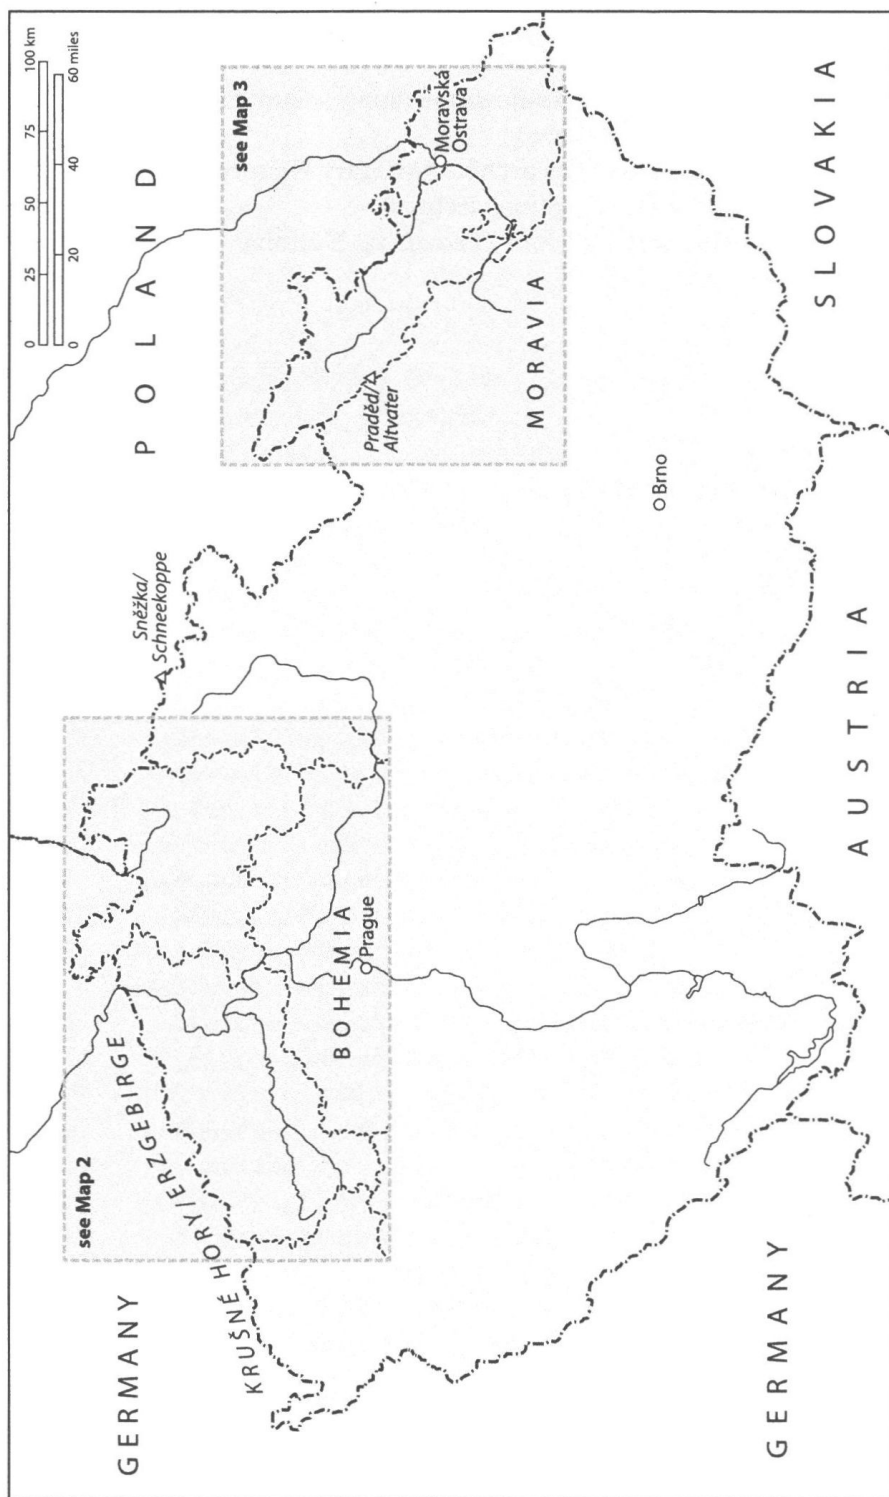 GERMANY
POLAND
0 25 50 75 100 km
0 20 40 60 miles
see Map 2
see Map 3
KRUŠNÉ HORY/ERZGEBIRGE
Sněžka/
Schneekoppe
Praděd/
Altvater
Moravská
Ostrava
BOHEMIA
Prague
MORAVIA
Brno
GERMANY
AUSTRIA
SLOVAKIA